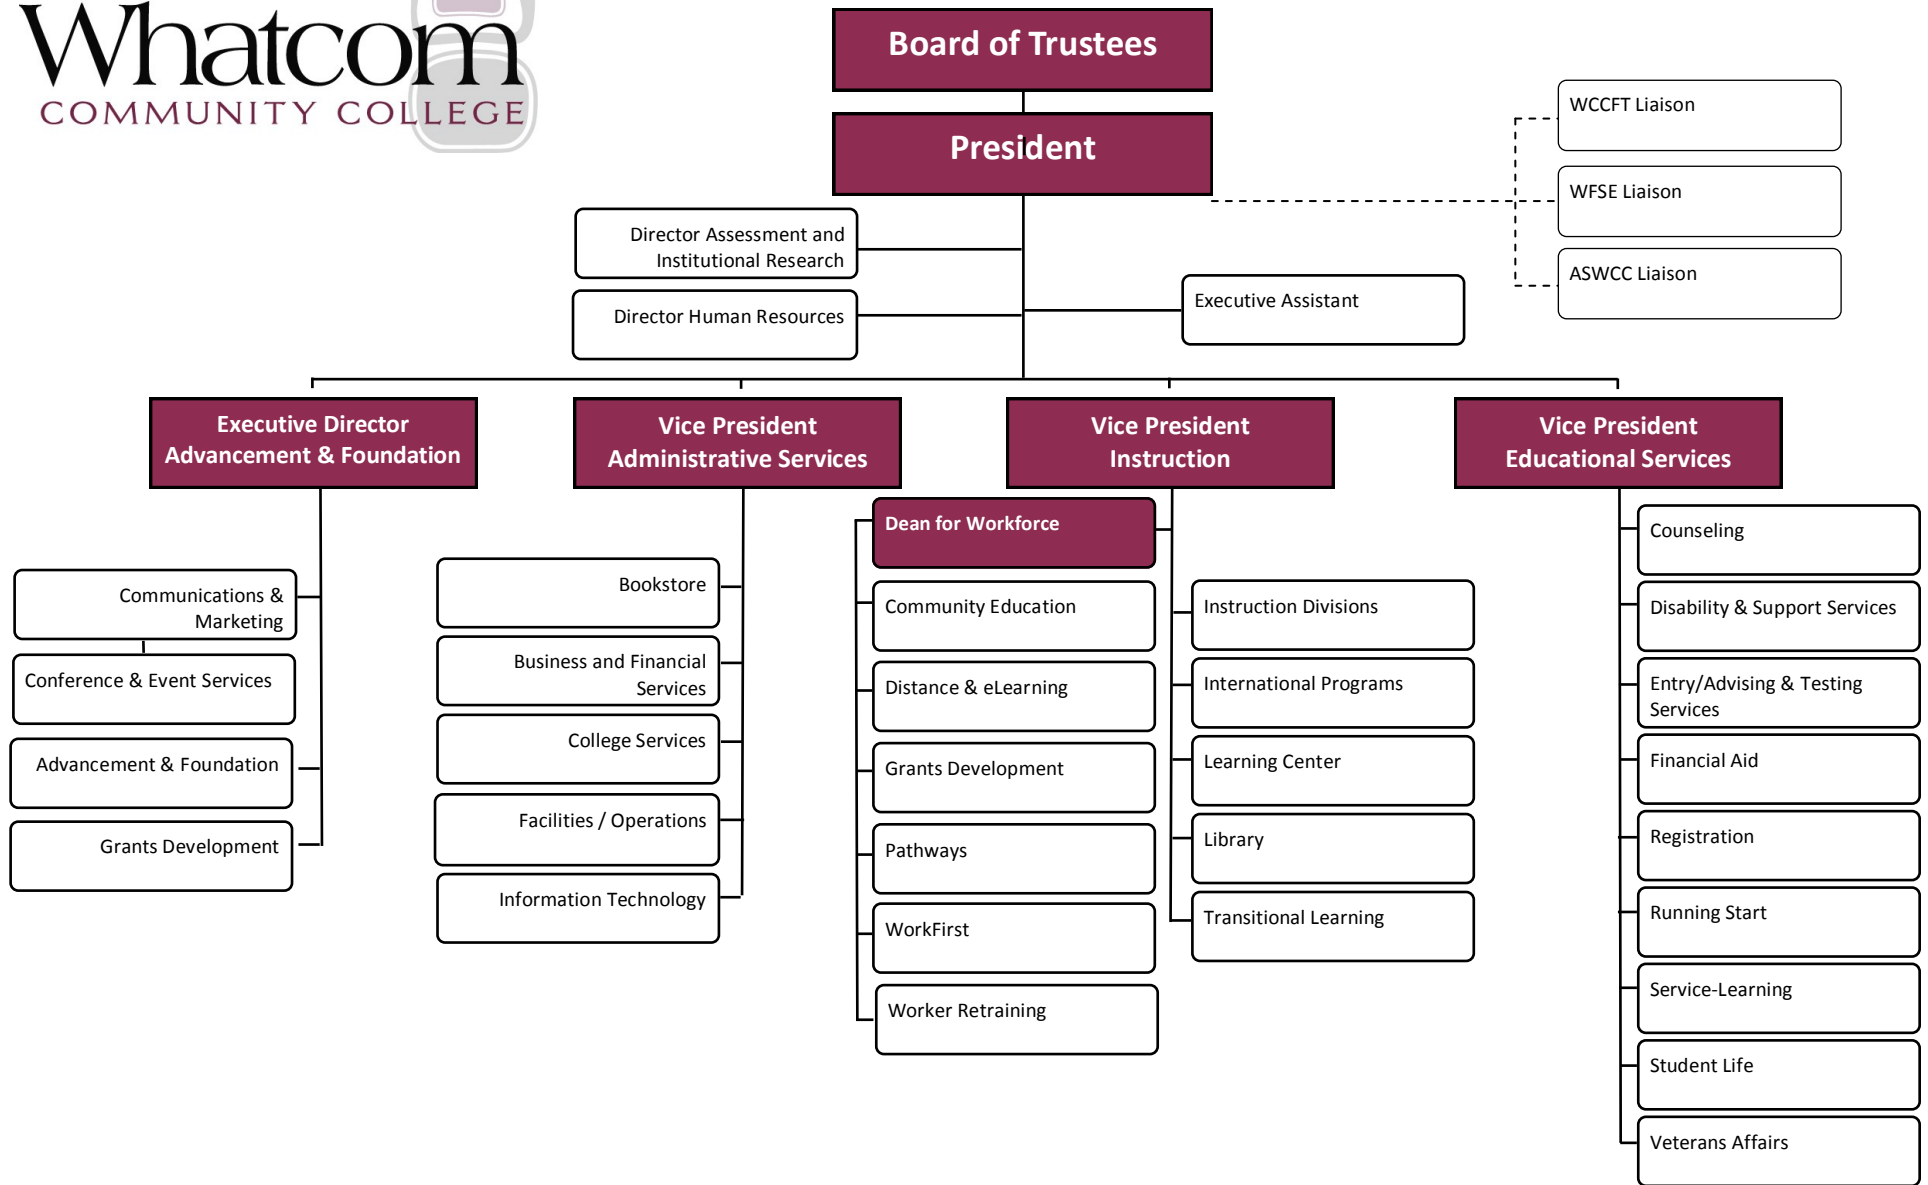 Whatcom
COMMUNITY COLLEGE
Board of Trustees
President
WCCFT Liaison
WFSE Liaison
ASWCC Liaison
Director Assessment and
Institutional Research
Director Human Resources
Executive Assistant
Executive Director
Advancement & Foundation
Vice President
Administrative Services
Vice President
Instruction
Vice President
Educational Services
Communications &
Marketing
Conference & Event Services
Advancement & Foundation
Grants Development
Bookstore
Business and Financial
Services
College Services
Facilities / Operations
Information Technology
Dean for Workforce
Community Education
Distance & eLearning
Grants Development
Pathways
WorkFirst
Worker Retraining
Instruction Divisions
International Programs
Learning Center
Library
Transitional Learning
Counseling
Disability & Support Services
Entry/Advising & Testing
Services
Financial Aid
Registration
Running Start
Service-Learning
Student Life
Veterans Affairs